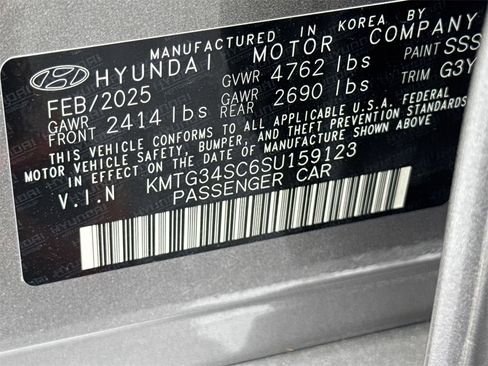 MANUFACTURED IN KOREA BY
HYUNDAI MOTOR COMPANY
FEB/2025 GVWR 4762 lbs PAINT SSS
GAWR FRONT 2414 lbs GAWR REAR 2690 lbs TRIM G3Y
THIS VEHICLE CONFORMS TO ALL APPLICABLE U.S.A. FEDERAL
MOTOR VEHICLE SAFETY, BUMPER, AND THEFT PREVENTION STANDARDS
IN EFFECT ON THE DATE OF MANUFACTURE SHOWN ABOVE.
V.I.N KMTG34SC6SU159123
PASSENGER CAR